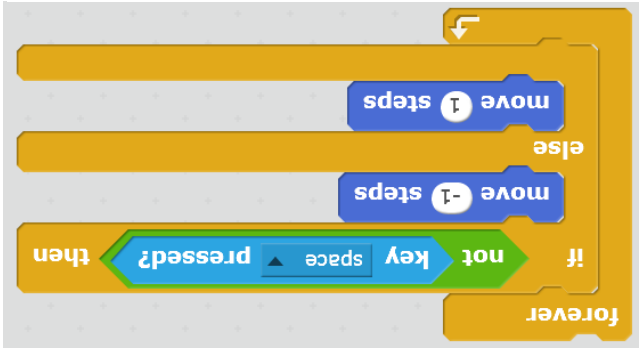 forever
if not key space pressed? then
move -1 steps
else
move 1 steps